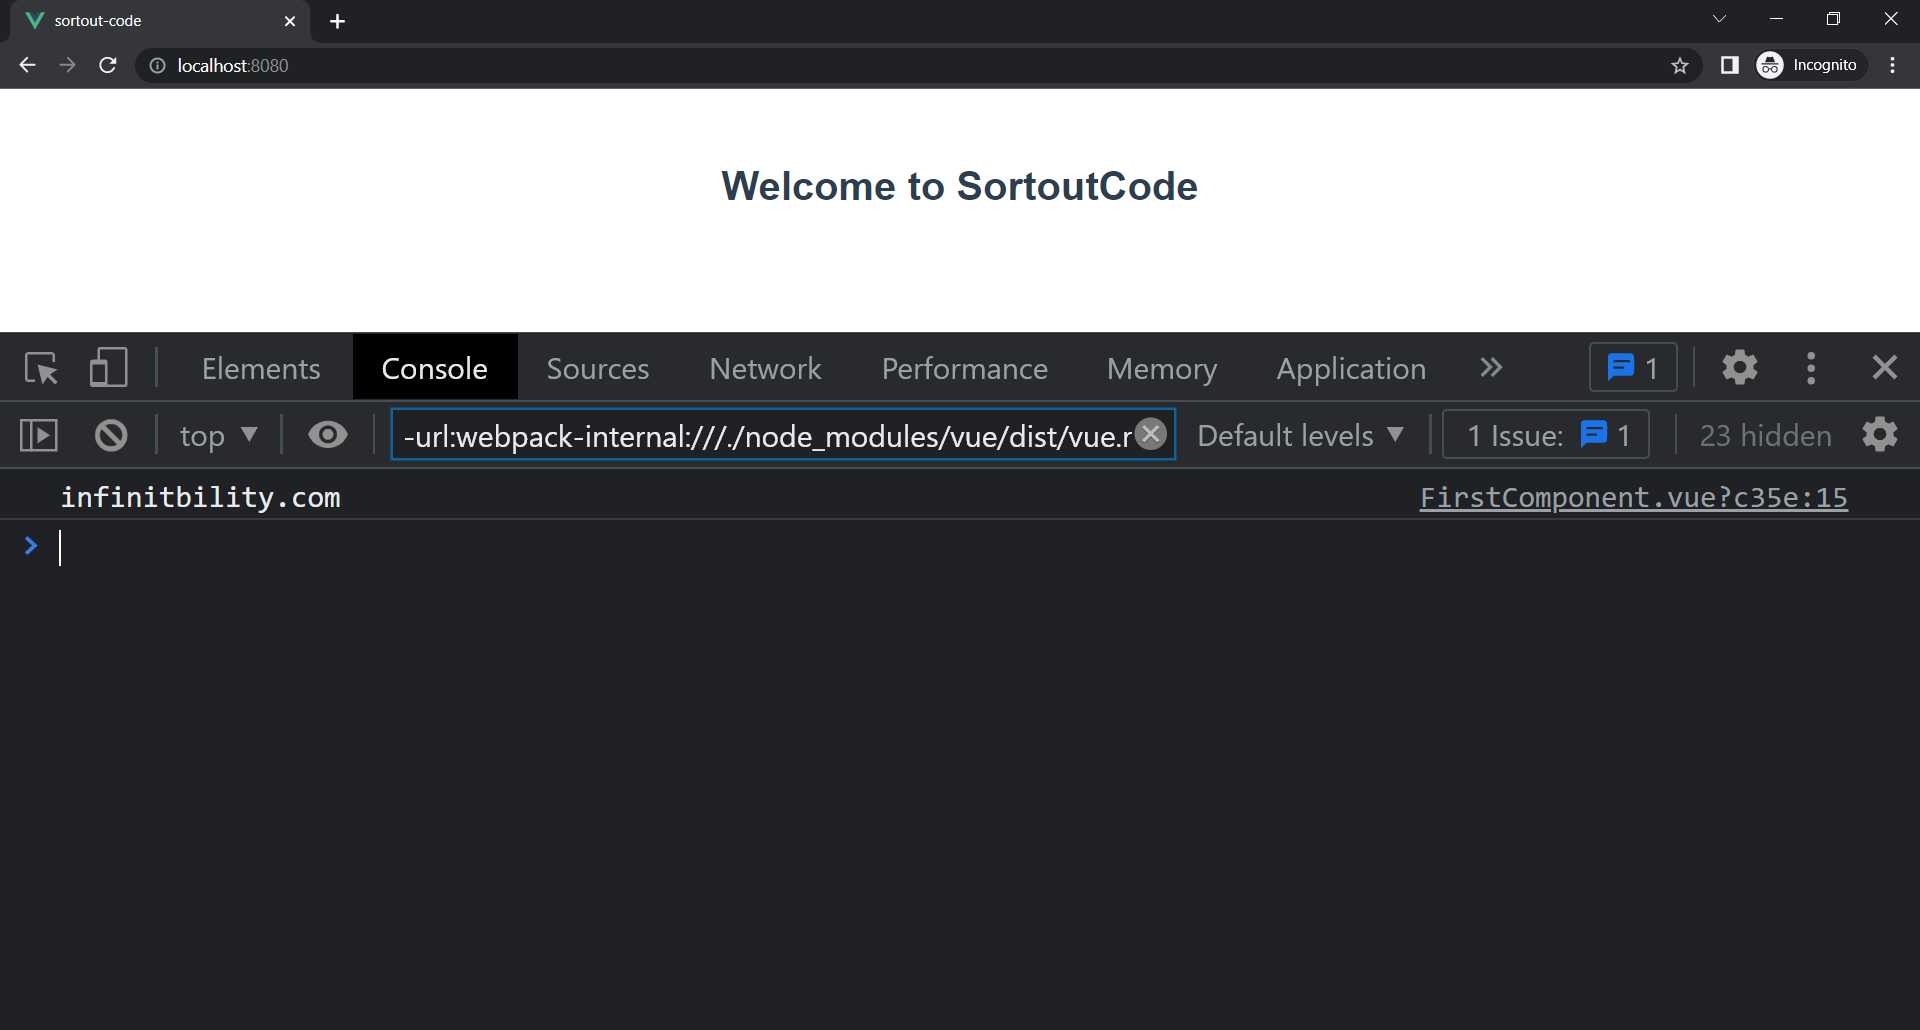 sortout-code
localhost:8080
Incognito
Welcome to SortoutCode
Elements Console Sources Network Performance Memory Application 1
top -url:webpack-internal:///./node_modules/vue/dist/vue.r Default levels 1 Issue: 1 23 hidden
infinitbility.com FirstComponent.vue?c35e:15